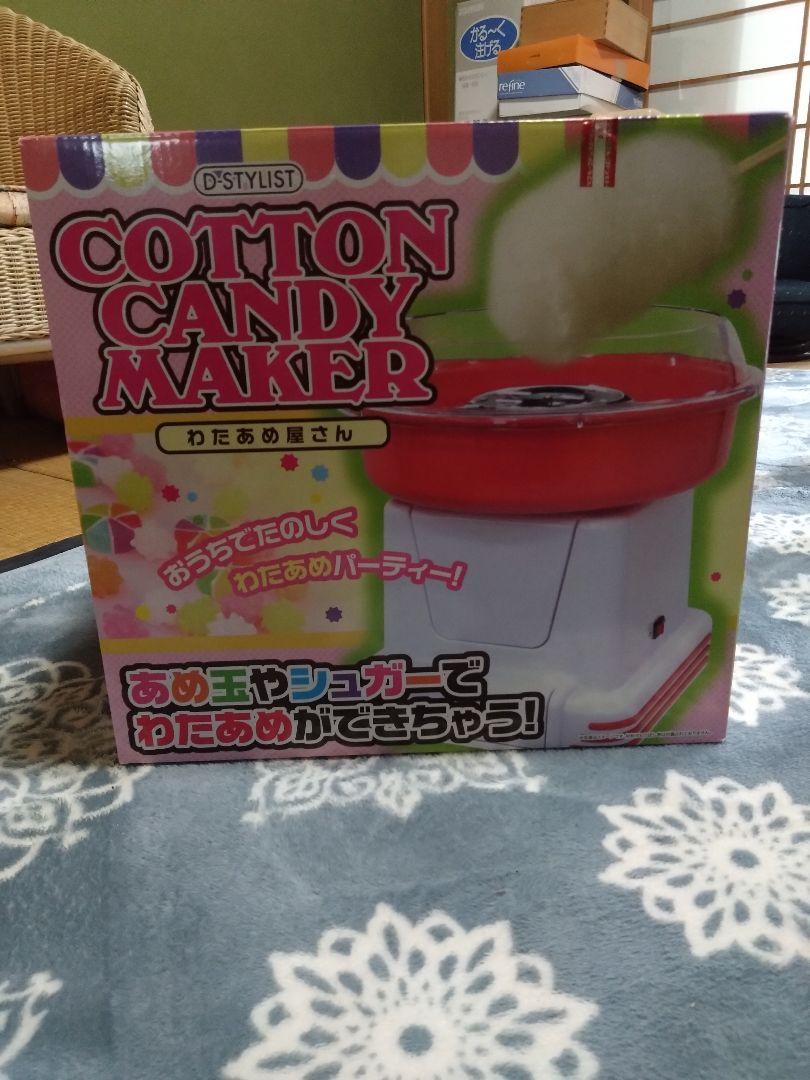 かる〜く
注げる
refine
D-STYLIST
COTTON
CANDY
MAKER
わたあめ屋さん
おうちでたのしく
わたあめパーティー!
あめ玉やシュガーで
わたあめができちゃう!